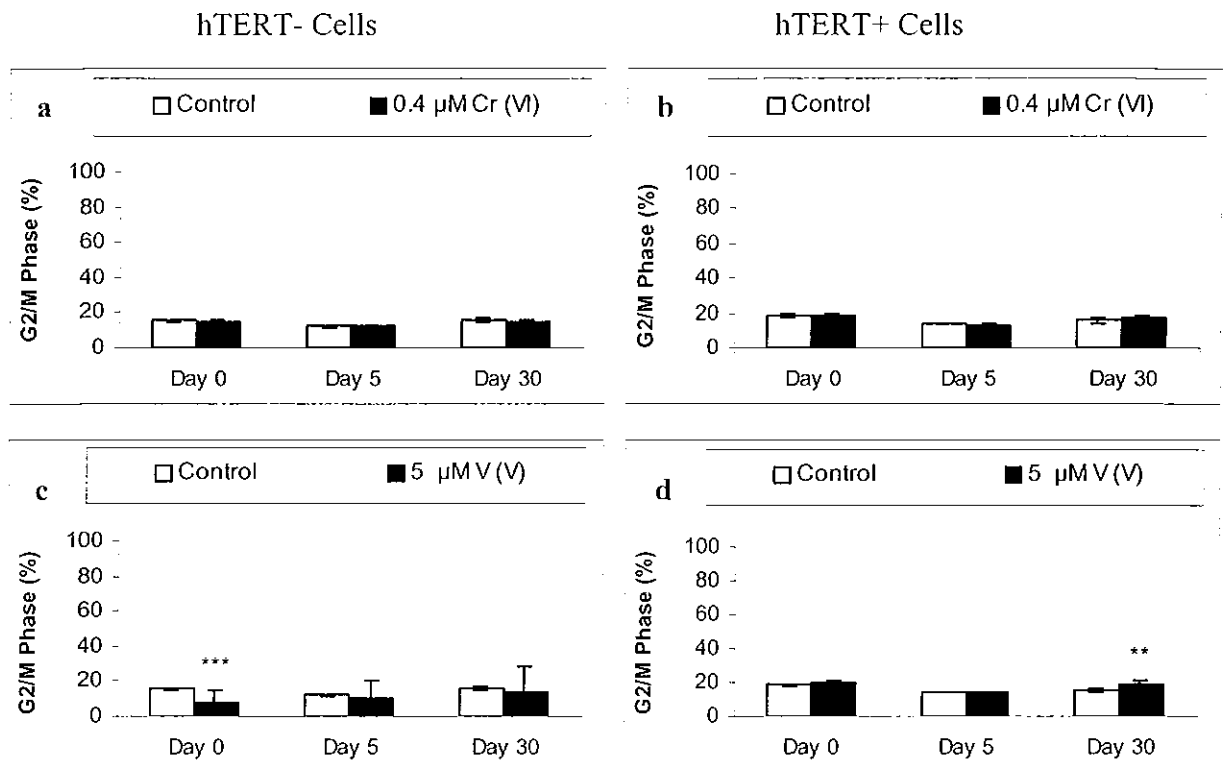 hTERT- Cells
hTERT+ Cells
a
Control
0.4 µM Cr (VI)
G2/M Phase (%)
100
80
60
40
20
0
Day 0
Day 5
Day 30
b
Control
0.4 µM Cr (VI)
G2/M Phase (%)
100
80
60
40
20
0
Day 0
Day 5
Day 30
c
Control
5 µM V (V)
G2/M Phase (%)
100
80
60
40
20
0
***
Day 0
Day 5
Day 30
d
Control
5 µM V (V)
G2/M Phase (%)
100
80
60
40
20
0
**
Day 0
Day 5
Day 30